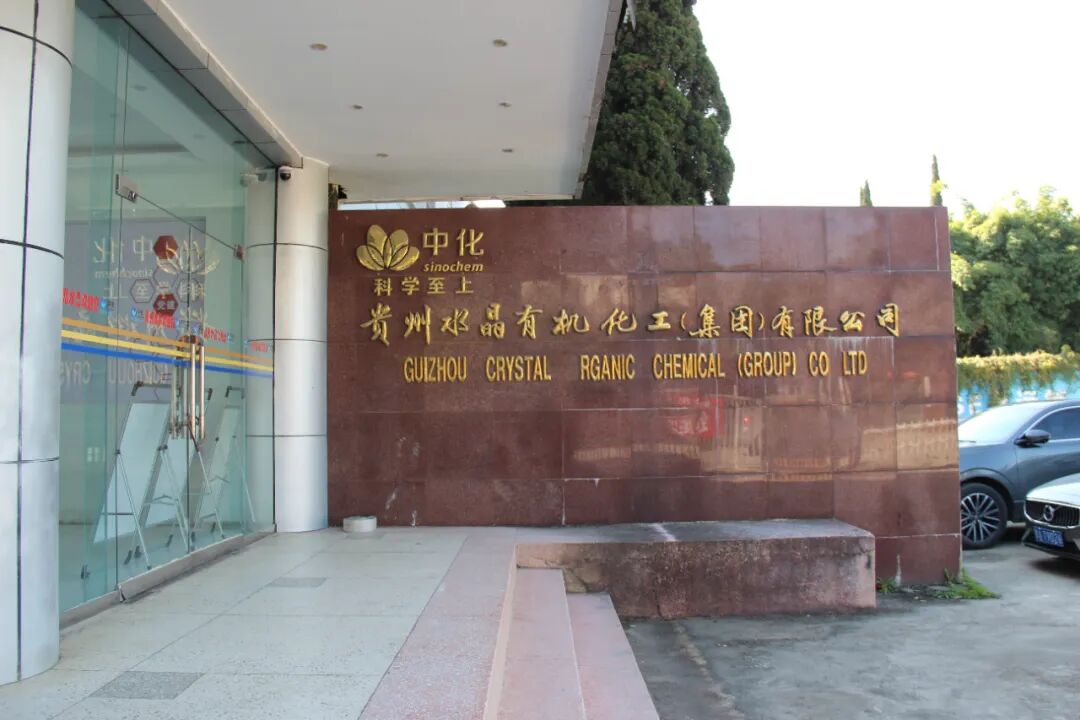 中化
sinochem
科学至上
贵州水晶有机化工(集团)有限公司
GUIZHOU CRYSTAL RGANIC CHEMICAL (GROUP) CO LTD